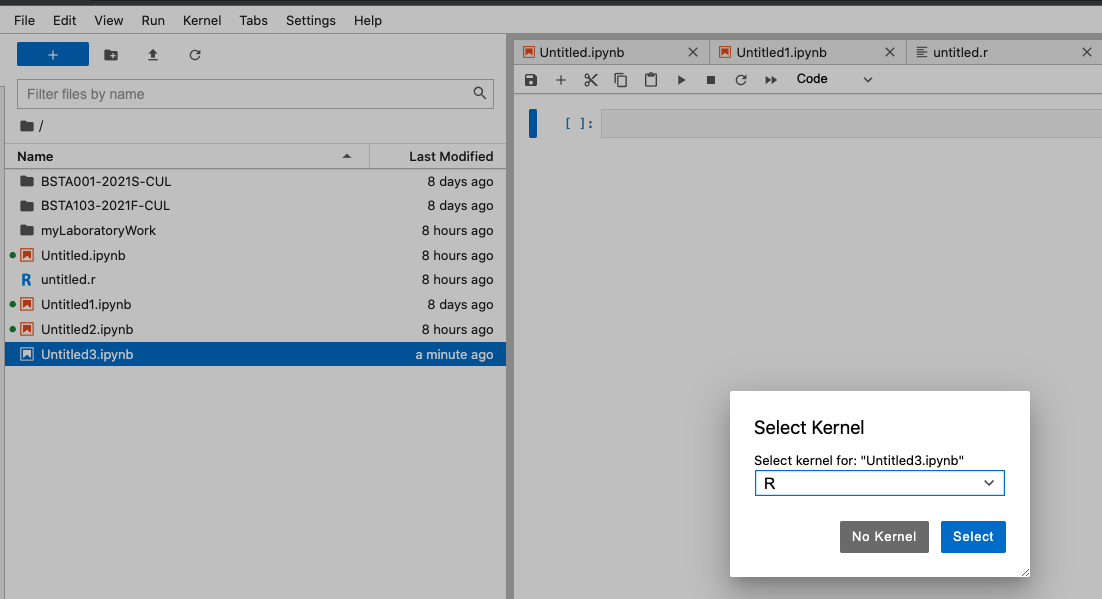 File Edit View Run Kernel Tabs Settings Help
+
Filter files by name
/
Name Last Modified
BSTA001-2021S-CUL 8 days ago
BSTA103-2021F-CUL 8 days ago
myLaboratoryWork 8 hours ago
Untitled.ipynb 8 hours ago
R untitled.r 8 hours ago
Untitled1.ipynb 8 days ago
Untitled2.ipynb 8 hours ago
Untitled3.ipynb a minute ago
Untitled.ipynb Untitled1.ipynb untitled.r
Code
[ ]:
Select Kernel
Select kernel for: "Untitled3.ipynb"
R
No Kernel Select